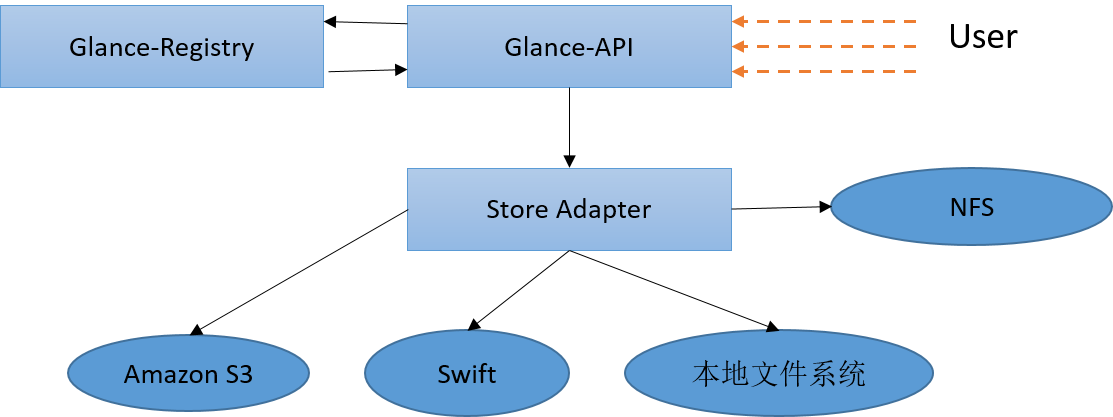 Glance-Registry
Glance-API
User
Store Adapter
NFS
Amazon S3
Swift
本地文件系统